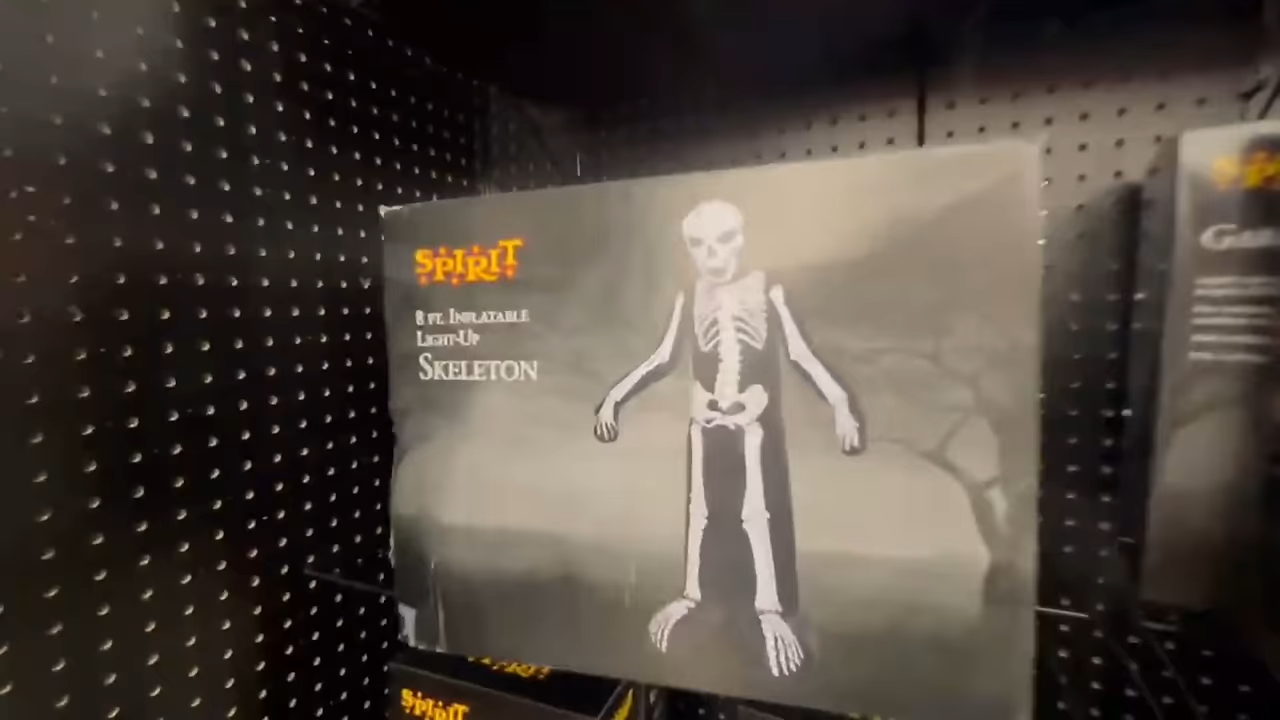 SPIRIT
8 FT. INFLATABLE
LIGHT-UP
SKELETON
SPIRIT